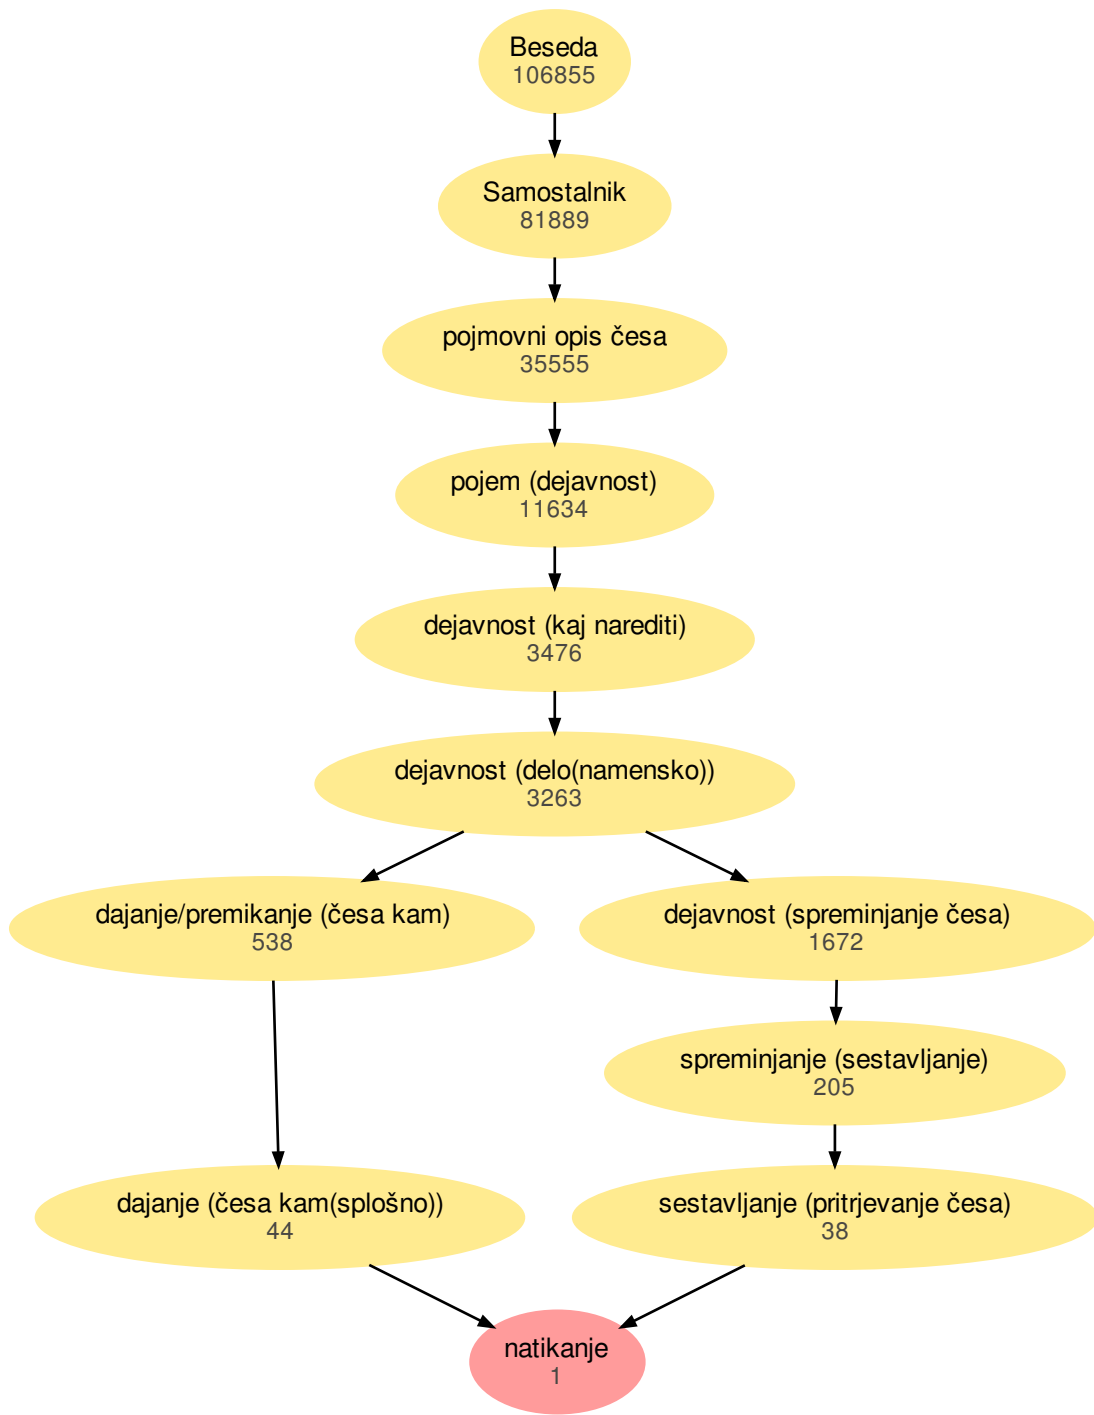 Beseda
106855
Samostalnik
81889
pojmovni opis česa
35555
pojem (dejavnost)
11634
dejavnost (kaj narediti)
3476
dejavnost (delo(namensko))
3263
dajanje/premikanje (česa kam)
538
dejavnost (spreminjanje česa)
1672
spreminjanje (sestavljanje)
205
dajanje (česa kam(splošno))
44
sestavljanje (pritrjevanje česa)
38
natikanje
1